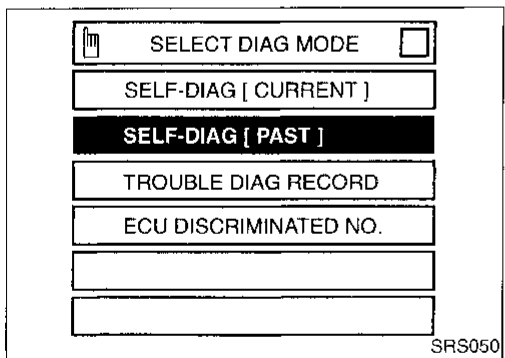 SELECT DIAG MODE
SELF-DIAG [ CURRENT ]
SELF-DIAG [ PAST ]
TROUBLE DIAG RECORD
ECU DISCRIMINATED NO.
SRS050